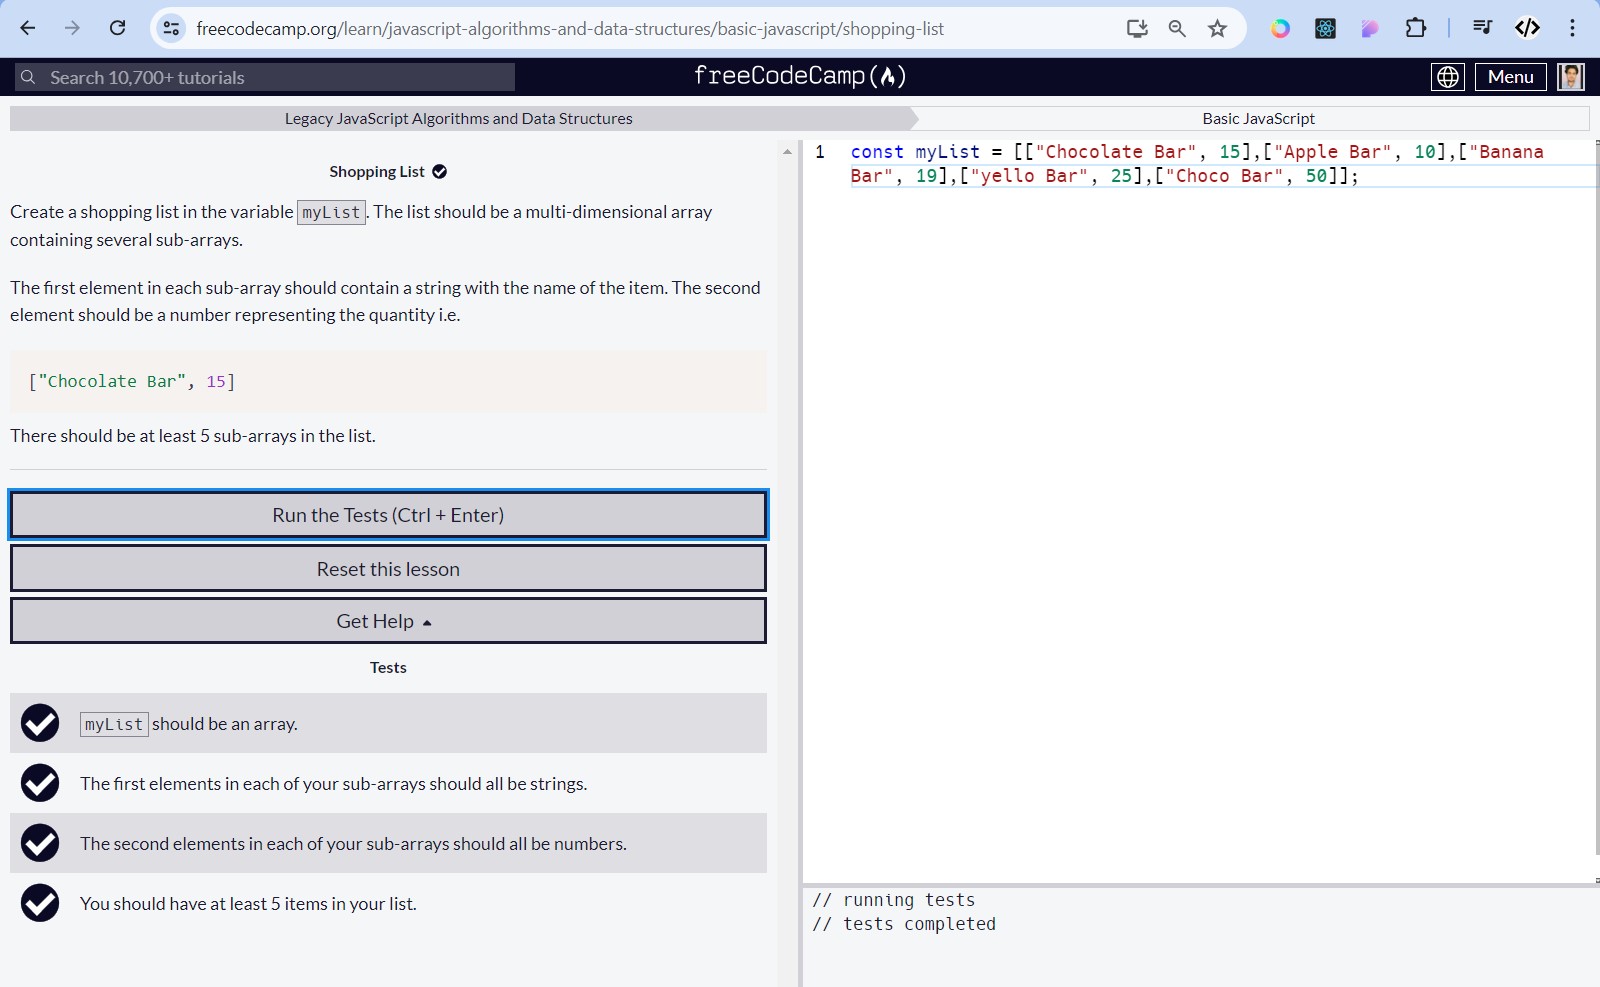 freecodecamp.org/learn/javascript-algorithms-and-data-structures/basic-javascript/shopping-list
Search 10,700+ tutorials
freeCodeCamp
Menu
Legacy JavaScript Algorithms and Data Structures
Basic JavaScript
Shopping List
Create a shopping list in the variable myList. The list should be a multi-dimensional array
containing several sub-arrays.
The first element in each sub-array should contain a string with the name of the item. The second
element should be a number representing the quantity i.e.
["Chocolate Bar", 15]
There should be at least 5 sub-arrays in the list.
Run the Tests (Ctrl + Enter)
Reset this lesson
Get Help
Tests
myList should be an array.
The first elements in each of your sub-arrays should all be strings.
The second elements in each of your sub-arrays should all be numbers.
You should have at least 5 items in your list.
1 const myList = [["Chocolate Bar", 15],["Apple Bar", 10],["Banana
Bar", 19],["yello Bar", 25],["Choco Bar", 50]];
// running tests
// tests completed